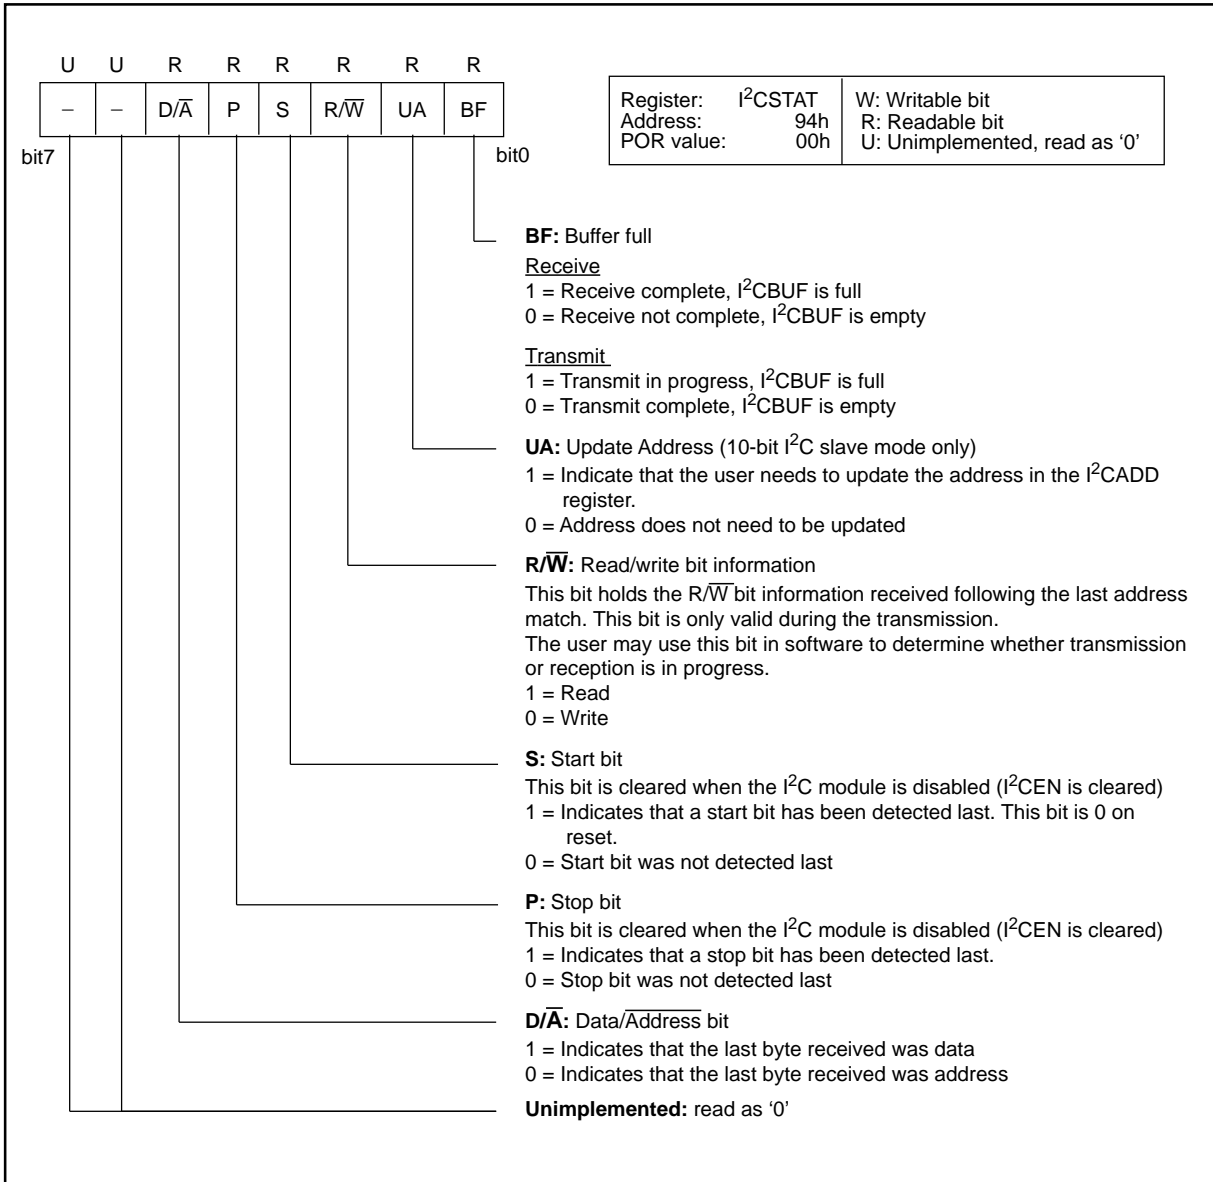 U U R R R R R R
– – D/A̅ P S R/W̅ UA BF
bit7 bit0
Register: I²CSTAT W: Writable bit
Address: 94h R: Readable bit
POR value: 00h U: Unimplemented, read as ‘0’
BF: Buffer full
Receive
1 = Receive complete, I²CBUF is full
0 = Receive not complete, I²CBUF is empty
Transmit
1 = Transmit in progress, I²CBUF is full
0 = Transmit complete, I²CBUF is empty
UA: Update Address (10-bit I²C slave mode only)
1 = Indicate that the user needs to update the address in the I²CADD
register.
0 = Address does not need to be updated
R/W̅: Read/write bit information
This bit holds the R/W̅ bit information received following the last address
match. This bit is only valid during the transmission.
The user may use this bit in software to determine whether transmission
or reception is in progress.
1 = Read
0 = Write
S: Start bit
This bit is cleared when the I²C module is disabled (I²CEN is cleared)
1 = Indicates that a start bit has been detected last. This bit is 0 on
reset.
0 = Start bit was not detected last
P: Stop bit
This bit is cleared when the I²C module is disabled (I²CEN is cleared)
1 = Indicates that a stop bit has been detected last.
0 = Stop bit was not detected last
D/A̅: Data/A̅d̅d̅r̅e̅s̅s̅ bit
1 = Indicates that the last byte received was data
0 = Indicates that the last byte received was address
Unimplemented: read as ‘0’